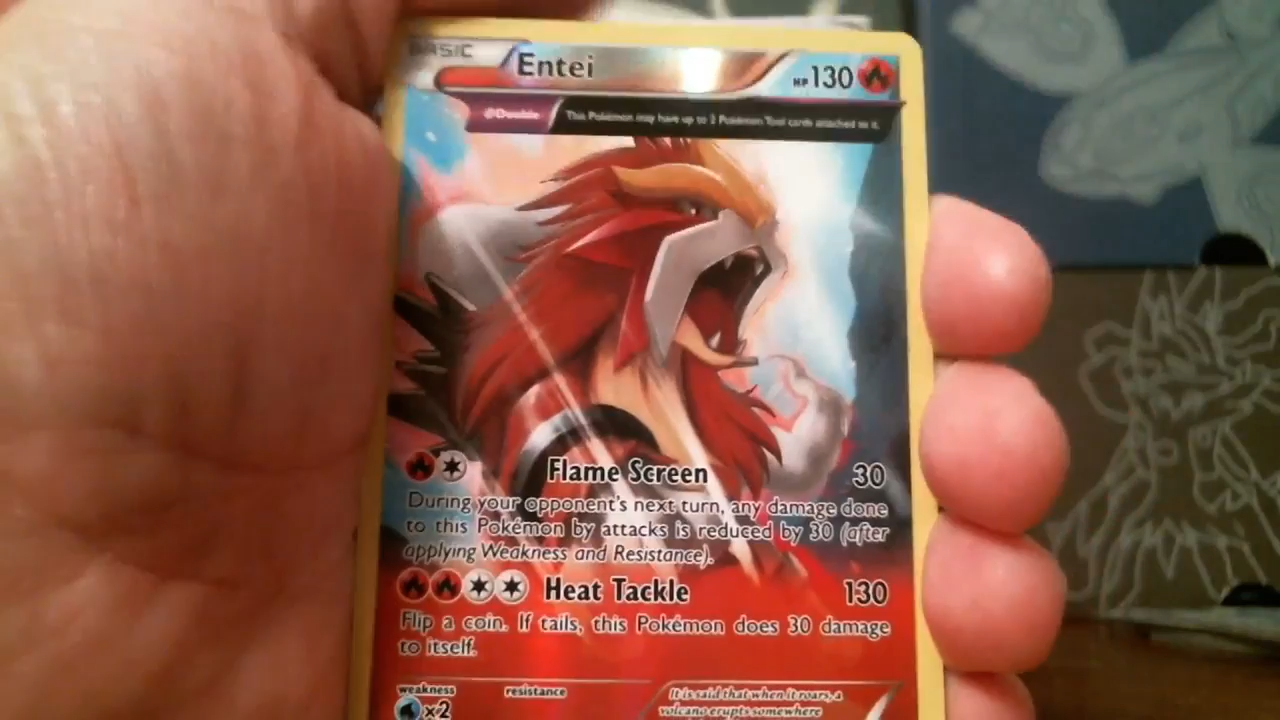 BASIC Entei HP130
θDouble This Pokémon may have up to 2 Pokémon Tool cards attached to it.
Flame Screen 30
During your opponent's next turn, any damage done
to this Pokémon by attacks is reduced by 30 (after
applying Weakness and Resistance).
Heat Tackle 130
Flip a coin. If tails, this Pokémon does 30 damage
to itself.
weakness resistance
x2
It is said that when it roars, a
volcano erupts somewhere